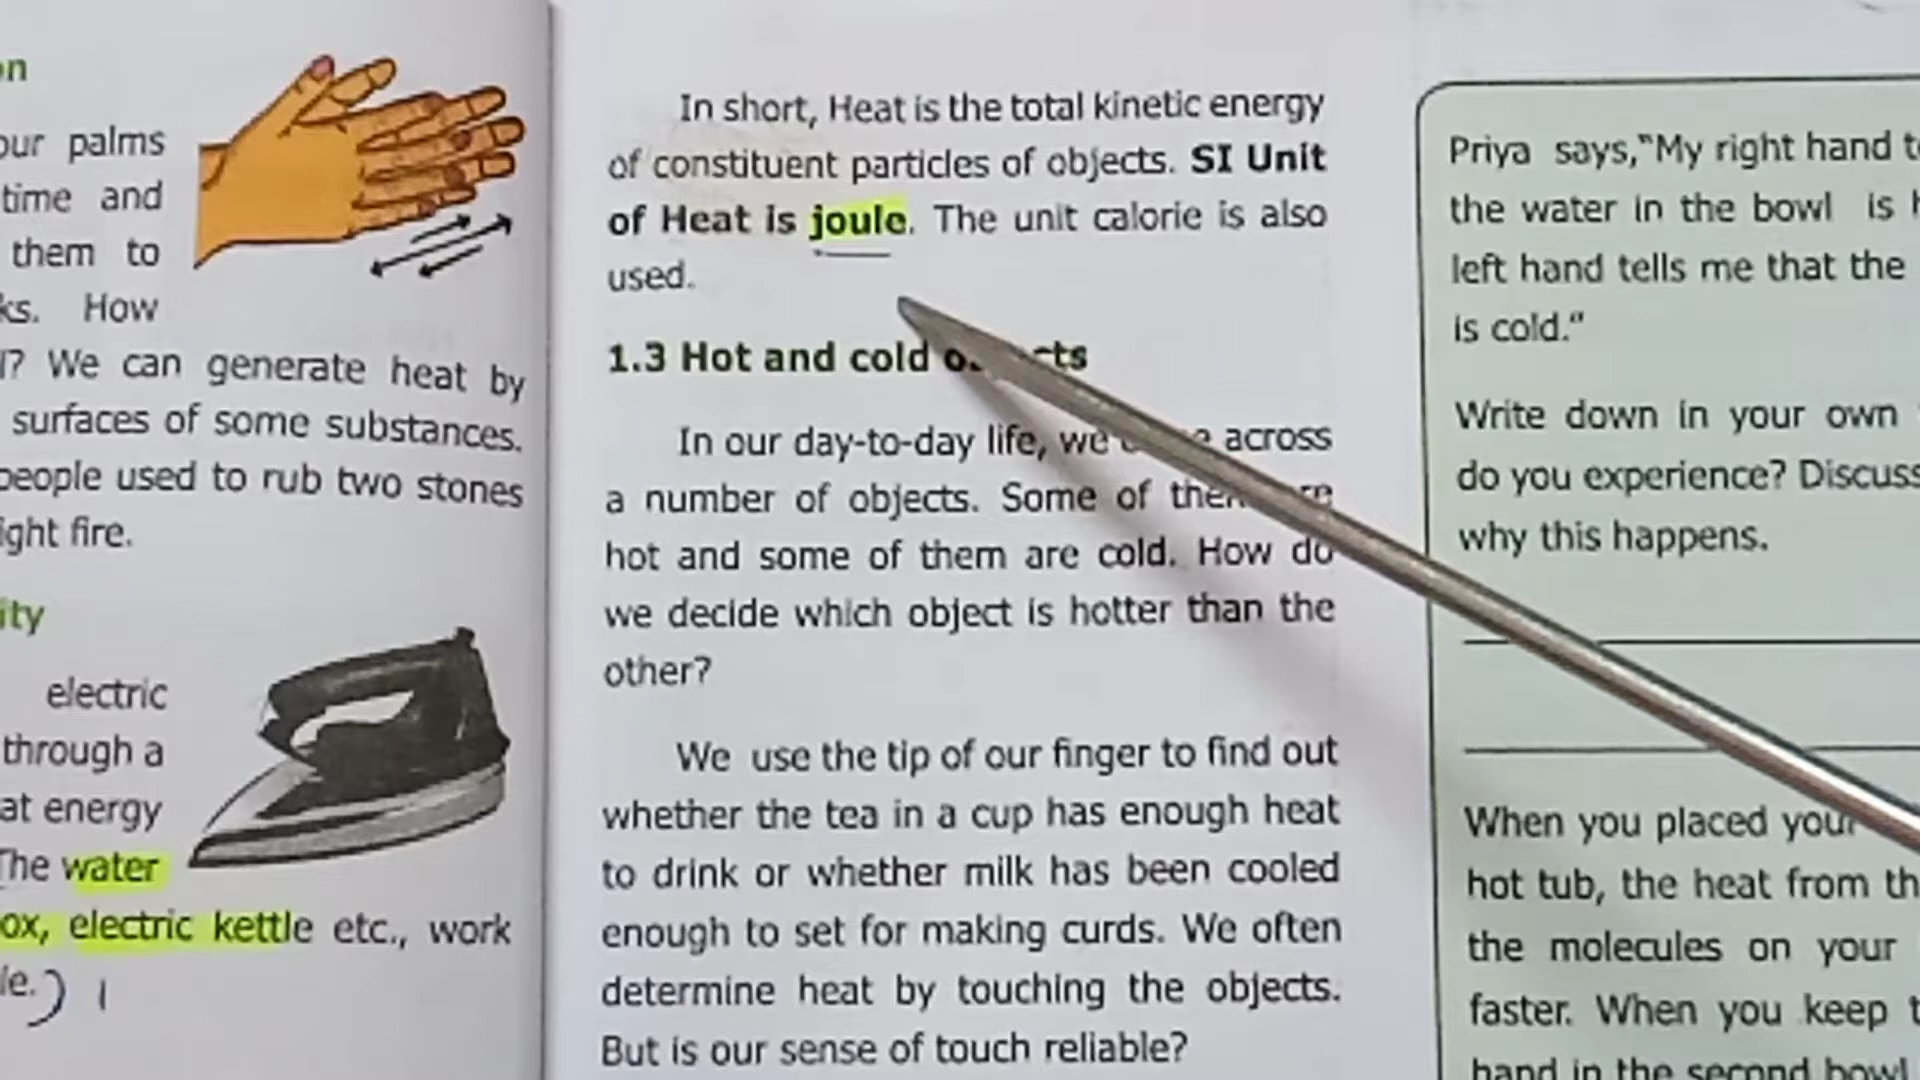 on
our palms
time and
them to
ks. How
l? We can generate heat by
surfaces of some substances.
people used to rub two stones
ight fire.
ity
electric
through a
at energy
The water
ox, electric kettle etc., work
le.) 1
In short, Heat is the total kinetic energy
of constituent particles of objects. SI Unit
of Heat is joule. The unit calorie is also
used.
1.3 Hot and cold
In our day-to-day life, we across
a number of objects. Some of
hot and some of them are cold. How do
we decide which object is hotter than the
other?
We use the tip of our finger to find out
whether the tea in a cup has enough heat
to drink or whether milk has been cooled
enough to set for making curds. We often
determine heat by touching the objects.
But is our sense of touch reliable?
Priya says,"My right hand t
the water in the bowl is h
left hand tells me that the
is cold."
Write down in your own
do you experience? Discuss
why this happens.
When you placed your
hot tub, the heat from th
the molecules on your
faster. When you keep t
hand in the second bowl